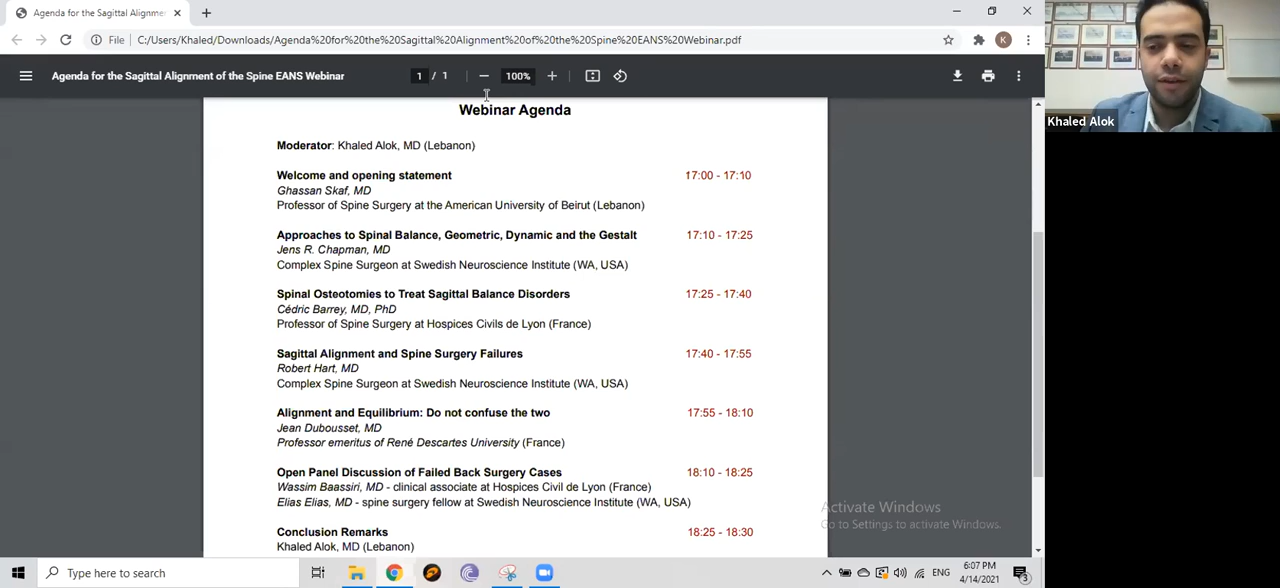 Agenda for the Sagittal Alignme
File
C:/Users/Khaled/Downloads/Agenda%20for%20the%20Sagittal%20Alignment%20of%20the%20Spine%20EANS%20Webinar.pdf
K
Agenda for the Sagittal Alignment of the Spine EANS Webinar
1 / 1
100%
Khaled Alok
Webinar Agenda
Moderator: Khaled Alok, MD (Lebanon)
Welcome and opening statement 17:00 - 17:10
Ghassan Skaf, MD
Professor of Spine Surgery at the American University of Beirut (Lebanon)
Approaches to Spinal Balance, Geometric, Dynamic and the Gestalt 17:10 - 17:25
Jens R. Chapman, MD
Complex Spine Surgeon at Swedish Neuroscience Institute (WA, USA)
Spinal Osteotomies to Treat Sagittal Balance Disorders 17:25 - 17:40
Cédric Barrey, MD, PhD
Professor of Spine Surgery at Hospices Civils de Lyon (France)
Sagittal Alignment and Spine Surgery Failures 17:40 - 17:55
Robert Hart, MD
Complex Spine Surgeon at Swedish Neuroscience Institute (WA, USA)
Alignment and Equilibrium: Do not confuse the two 17:55 - 18:10
Jean Dubousset, MD
Professor emeritus of René Descartes University (France)
Open Panel Discussion of Failed Back Surgery Cases 18:10 - 18:25
Wassim Baassiri, MD - clinical associate at Hospices Civil de Lyon (France)
Elias Elias, MD - spine surgery fellow at Swedish Neuroscience Institute (WA, USA)
Activate Windows
Go to Settings to activate Windows.
Conclusion Remarks 18:25 - 18:30
Khaled Alok, MD (Lebanon)
Type here to search
ENG
6:07 PM
4/14/2021
3